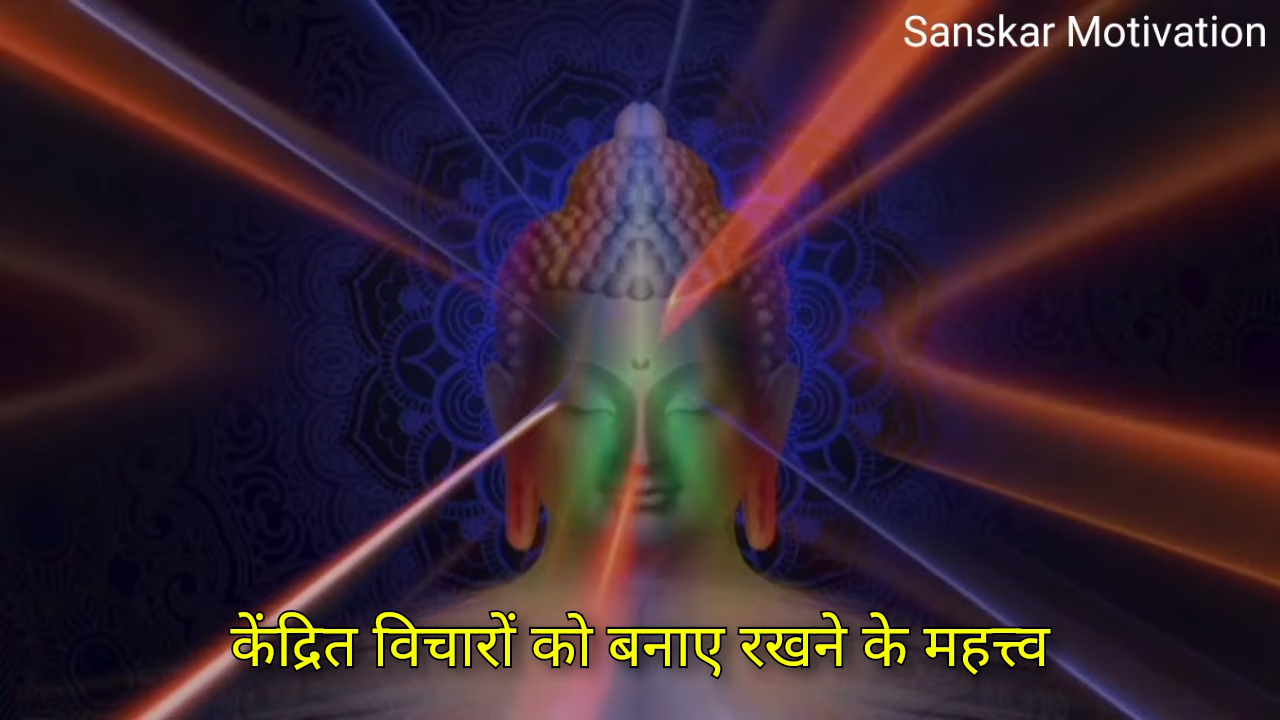 Sanskar Motivation
केंद्रित विचारों को बनाए रखने के महत्त्व